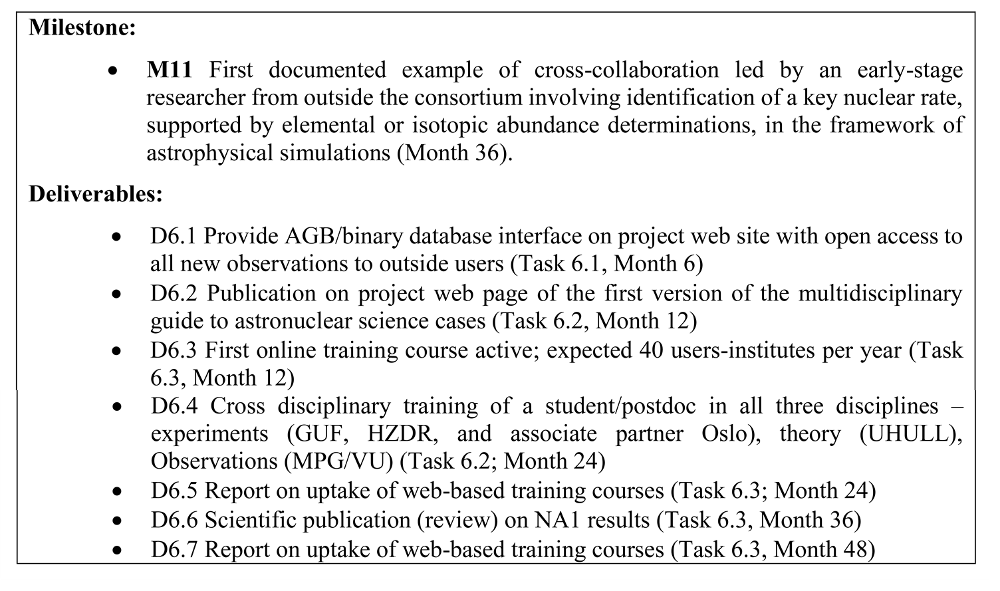 Milestone:
• M11 First documented example of cross-collaboration led by an early-stage
researcher from outside the consortium involving identification of a key nuclear rate,
supported by elemental or isotopic abundance determinations, in the framework of
astrophysical simulations (Month 36).
Deliverables:
• D6.1 Provide AGB/binary database interface on project web site with open access to
all new observations to outside users (Task 6.1, Month 6)
• D6.2 Publication on project web page of the first version of the multidisciplinary
guide to astronuclear science cases (Task 6.2, Month 12)
• D6.3 First online training course active; expected 40 users-institutes per year (Task
6.3, Month 12)
• D6.4 Cross disciplinary training of a student/postdoc in all three disciplines –
experiments (GUF, HZDR, and associate partner Oslo), theory (UHULL),
Observations (MPG/VU) (Task 6.2; Month 24)
• D6.5 Report on uptake of web-based training courses (Task 6.3; Month 24)
• D6.6 Scientific publication (review) on NA1 results (Task 6.3, Month 36)
• D6.7 Report on uptake of web-based training courses (Task 6.3, Month 48)